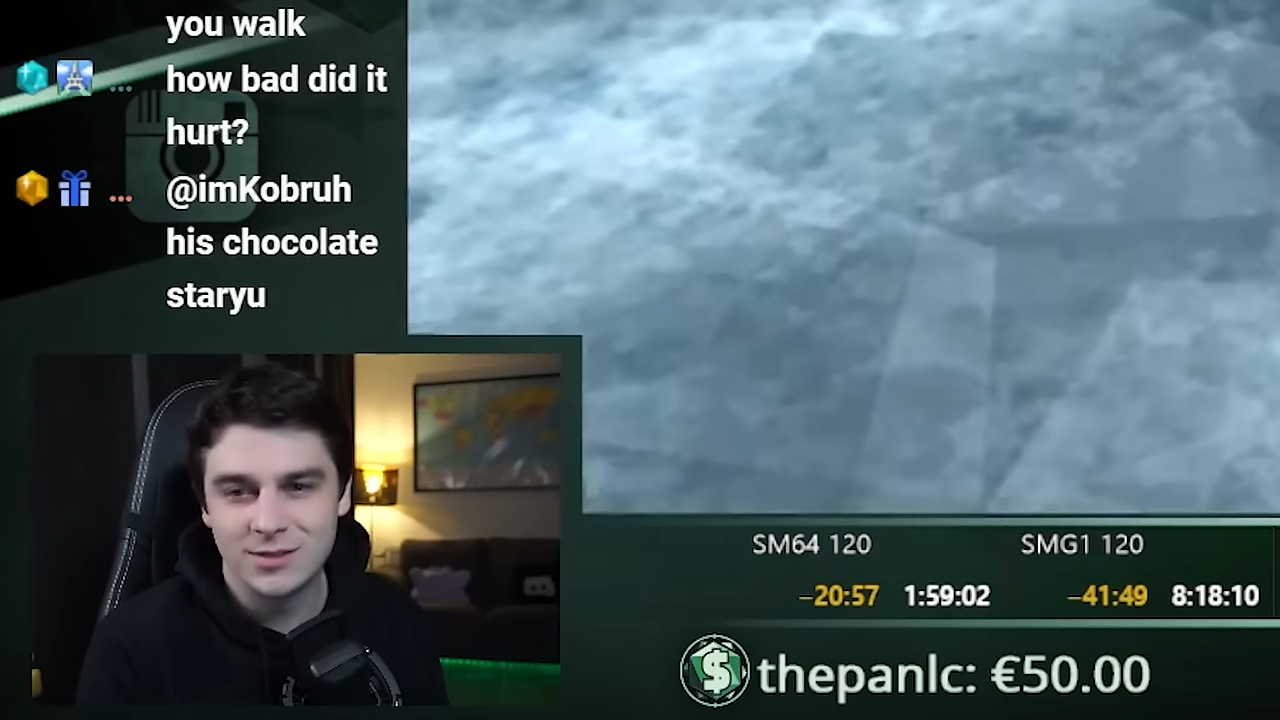 you walk
... how bad did it
hurt?
... @imKobruh
his chocolate
staryu
SM64 120 SMG1 120
−20:57 1:59:02 −41:49 8:18:10
$ thepanlc: €50.00